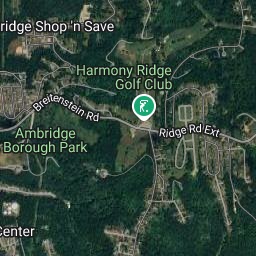 ridge Shop 'n Save
Harmony Ridge
Golf Club
Breitenstein Rd
Ridge Rd Ext
Ambridge
Borough Park
Center